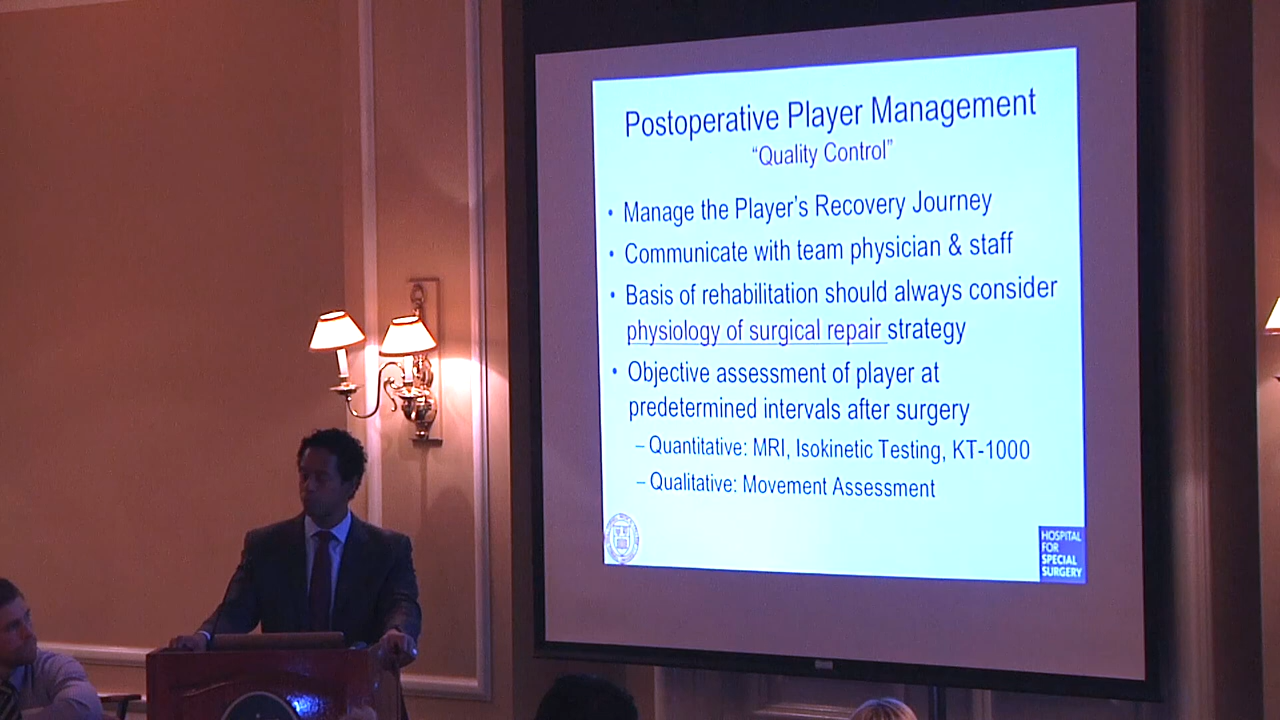 Postoperative Player Management
“Quality Control”
• Manage the Player’s Recovery Journey
• Communicate with team physician & staff
• Basis of rehabilitation should always consider
physiology of surgical repair strategy
• Objective assessment of player at
predetermined intervals after surgery
– Quantitative: MRI, Isokinetic Testing, KT-1000
– Qualitative: Movement Assessment
HOSPITAL
FOR
SPECIAL
SURGERY